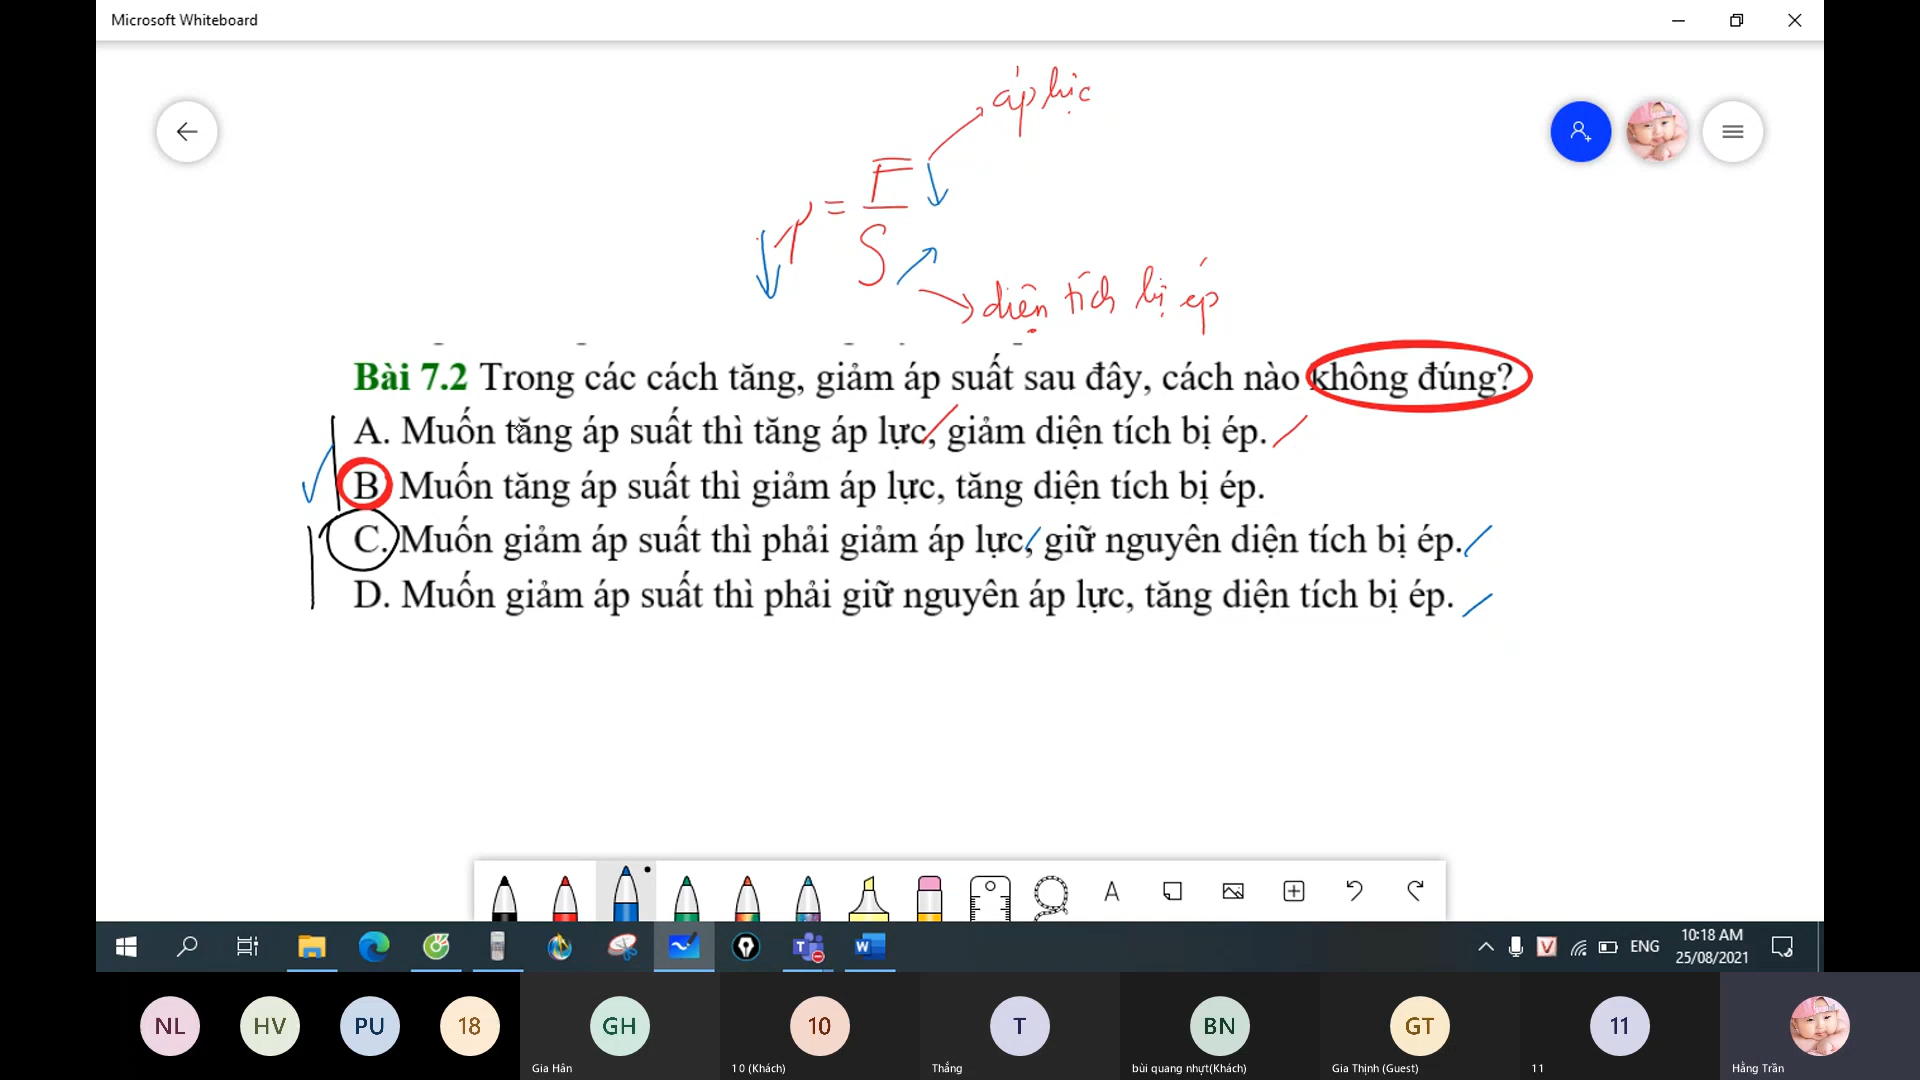 Microsoft Whiteboard
áp lực
p = F
S
diện tích bị ép
Bài 7.2 Trong các cách tăng, giảm áp suất sau đây, cách nào không đúng?
A. Muốn tăng áp suất thì tăng áp lực, giảm diện tích bị ép.
B. Muốn tăng áp suất thì giảm áp lực, tăng diện tích bị ép.
C. Muốn giảm áp suất thì phải giảm áp lực, giữ nguyên diện tích bị ép.
D. Muốn giảm áp suất thì phải giữ nguyên áp lực, tăng diện tích bị ép.
A
ENG
10:18 AM
25/08/2021
NL
HV
PU
18
GH
10
T
BN
GT
11
Gia Hân
10 (Khách)
Thắng
bùi quang nhựt(Khách)
Gia Thịnh (Guest)
11
Hằng Trần